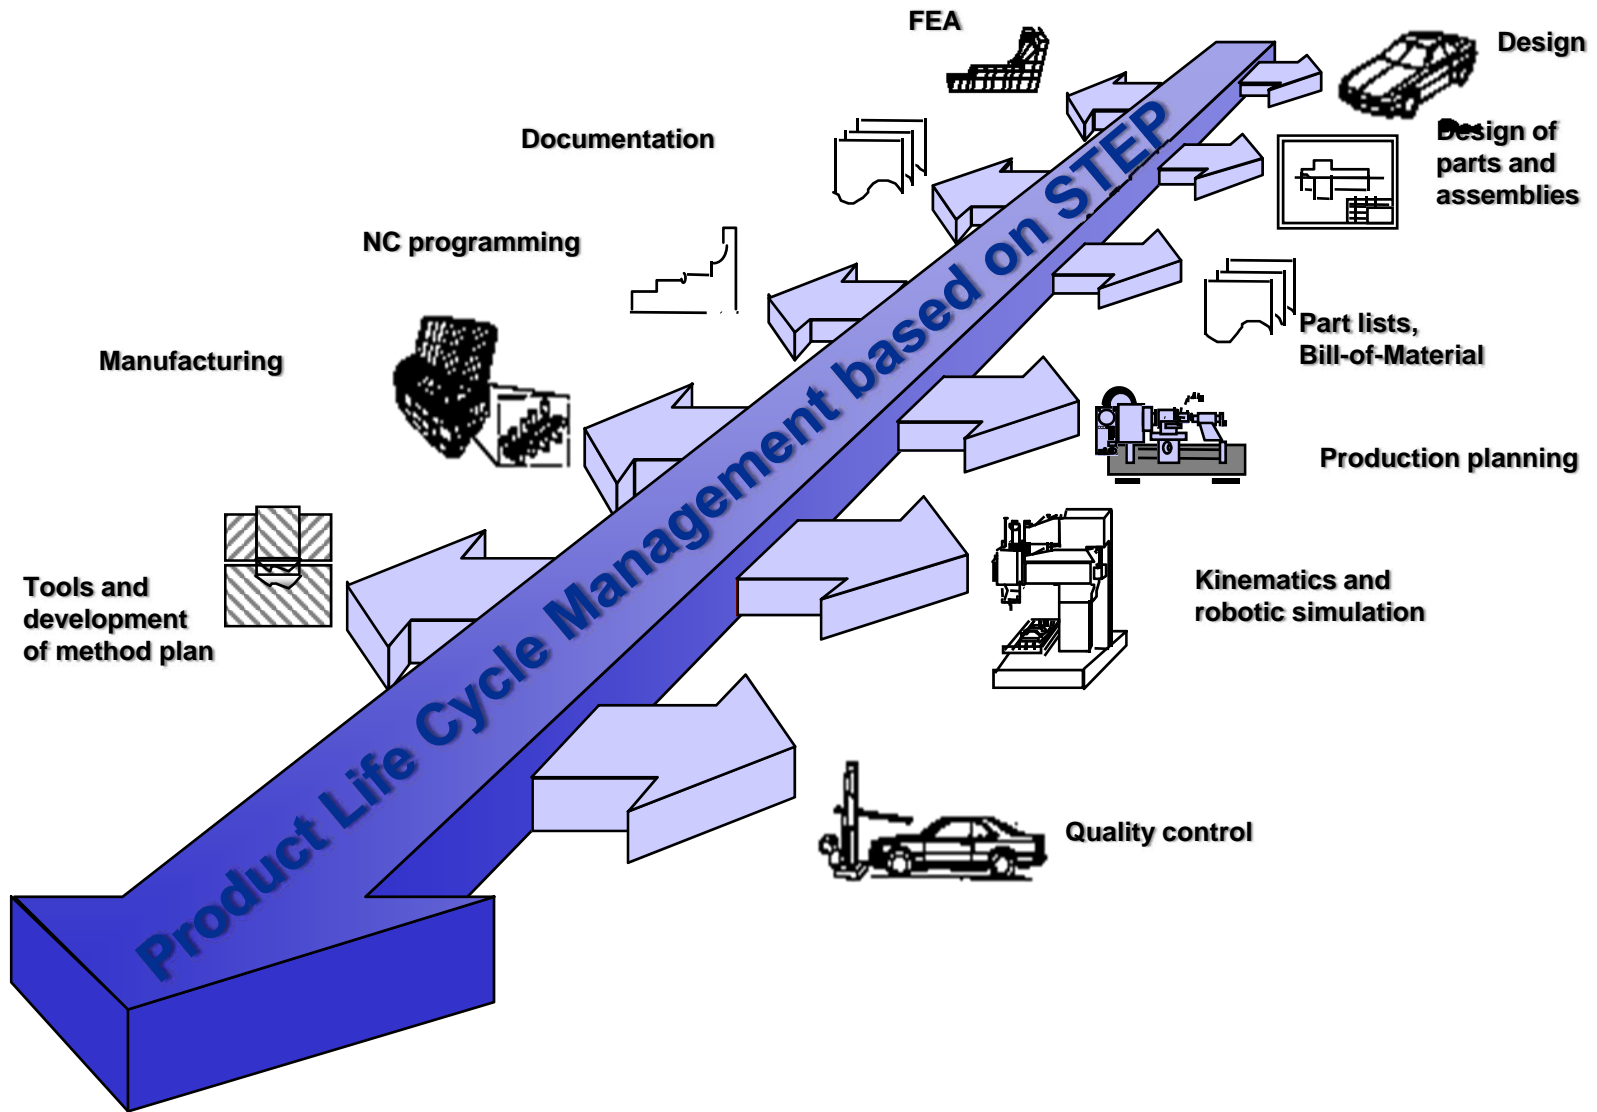 FEA
Design
Documentation
Design of
parts and
assemblies
NC programming
Part lists,
Bill-of-Material
Manufacturing
Production planning
Tools and
development
of method plan
Kinematics and
robotic simulation
Quality control
Product Life Cycle Management based on STEP